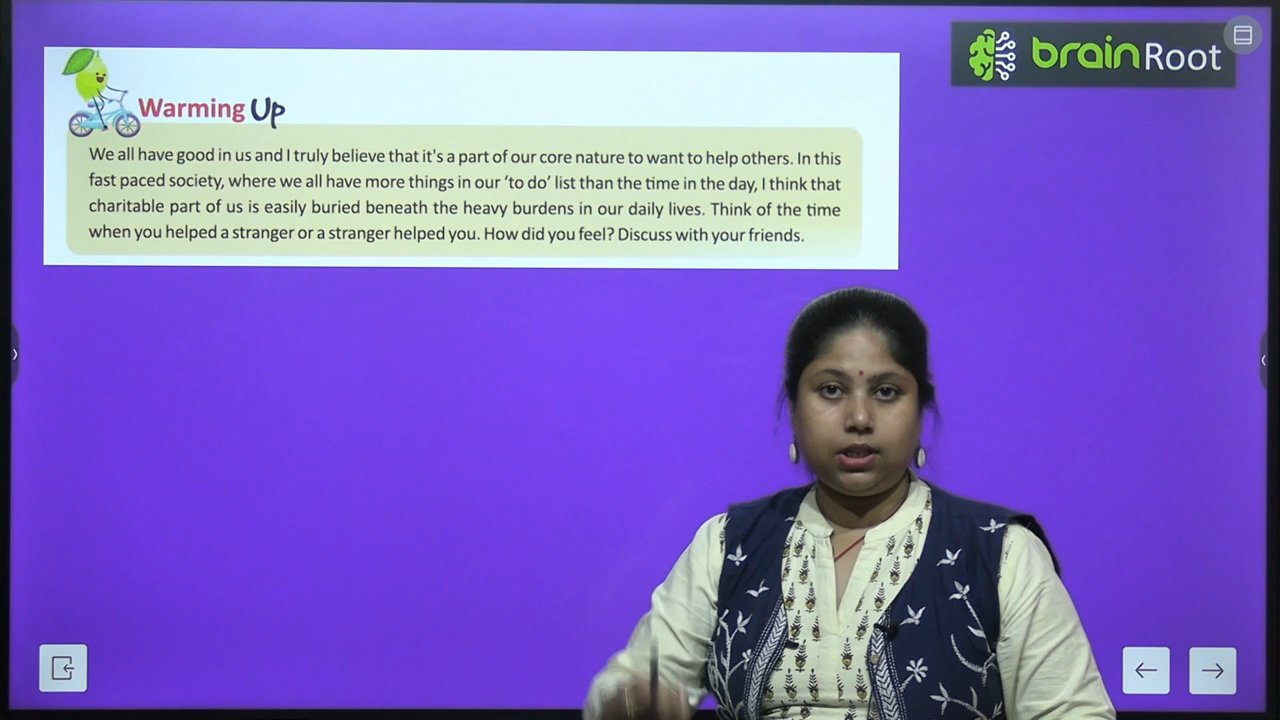 brainRoot
Warming Up
We all have good in us and I truly believe that it's a part of our core nature to want to help others. In this
fast paced society, where we all have more things in our ‘to do’ list than the time in the day, I think that
charitable part of us is easily buried beneath the heavy burdens in our daily lives. Think of the time
when you helped a stranger or a stranger helped you. How did you feel? Discuss with your friends.